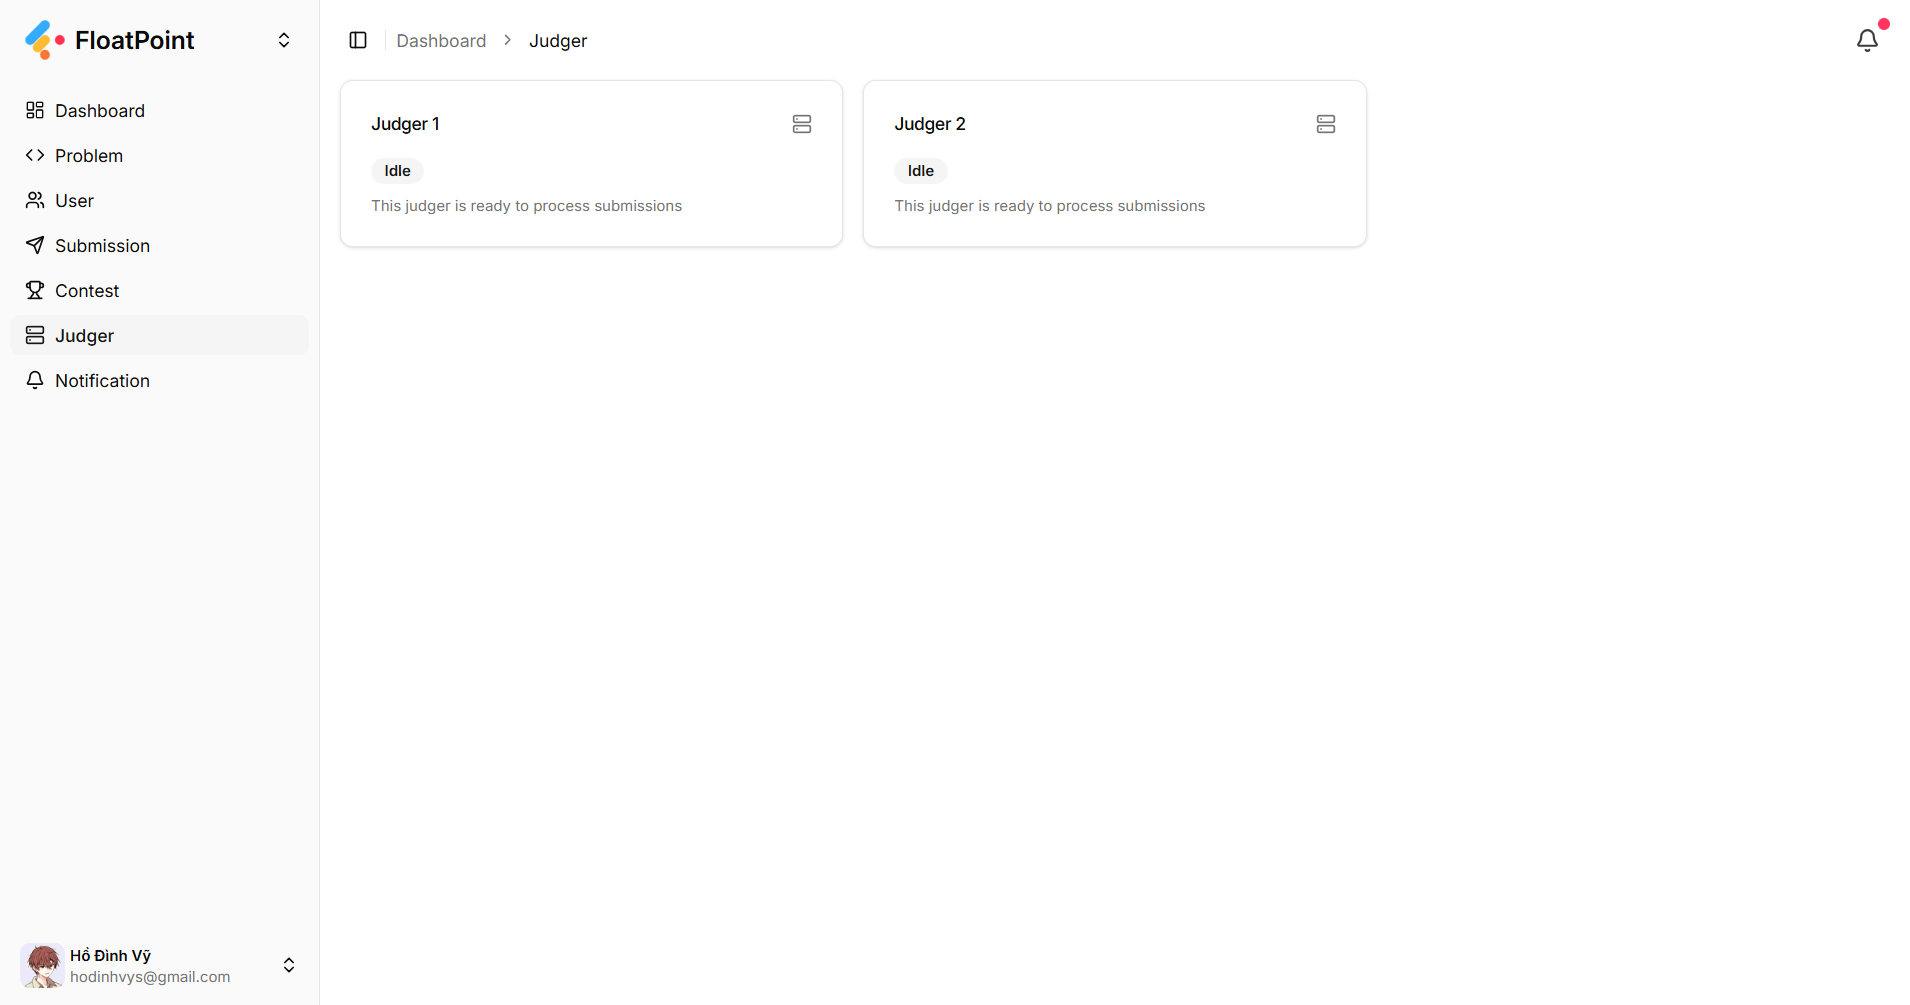 FloatPoint
Dashboard
Problem
User
Submission
Contest
Judger
Notification
Hồ Đình Vỹ
hodinhvys@gmail.com
Dashboard > Judger
Judger 1
Idle
This judger is ready to process submissions
Judger 2
Idle
This judger is ready to process submissions